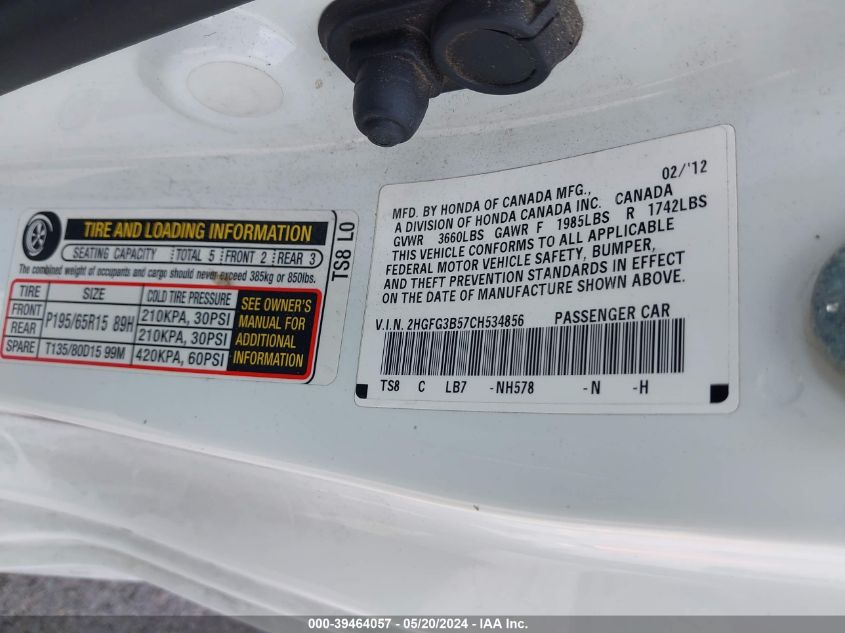 TIRE AND LOADING INFORMATION
SEATING CAPACITY TOTAL 5 FRONT 2 REAR 3
The combined weight of occupants and cargo should never exceed 385kg or 850lbs.
TIRE SIZE COLD TIRE PRESSURE
FRONT P195/65R15 89H 210KPA, 30PSI
REAR 210KPA, 30PSI
SPARE T135/80D15 99M 420KPA, 60PSI
SEE OWNER'S
MANUAL FOR
ADDITIONAL
INFORMATION
TS8 L0
02/'12
MFD. BY HONDA OF CANADA MFG.,
A DIVISION OF HONDA CANADA INC. CANADA
GVWR 3660LBS GAWR F 1985LBS R 1742LBS
THIS VEHICLE CONFORMS TO ALL APPLICABLE
FEDERAL MOTOR VEHICLE SAFETY, BUMPER,
AND THEFT PREVENTION STANDARDS IN EFFECT
ON THE DATE OF MANUFACTURE SHOWN ABOVE.
V.I.N. 2HGFG3B57CH534856 PASSENGER CAR
TS8 C LB7 -NH578 -N -H
000-39464057 - 05/20/2024 - IAA Inc.